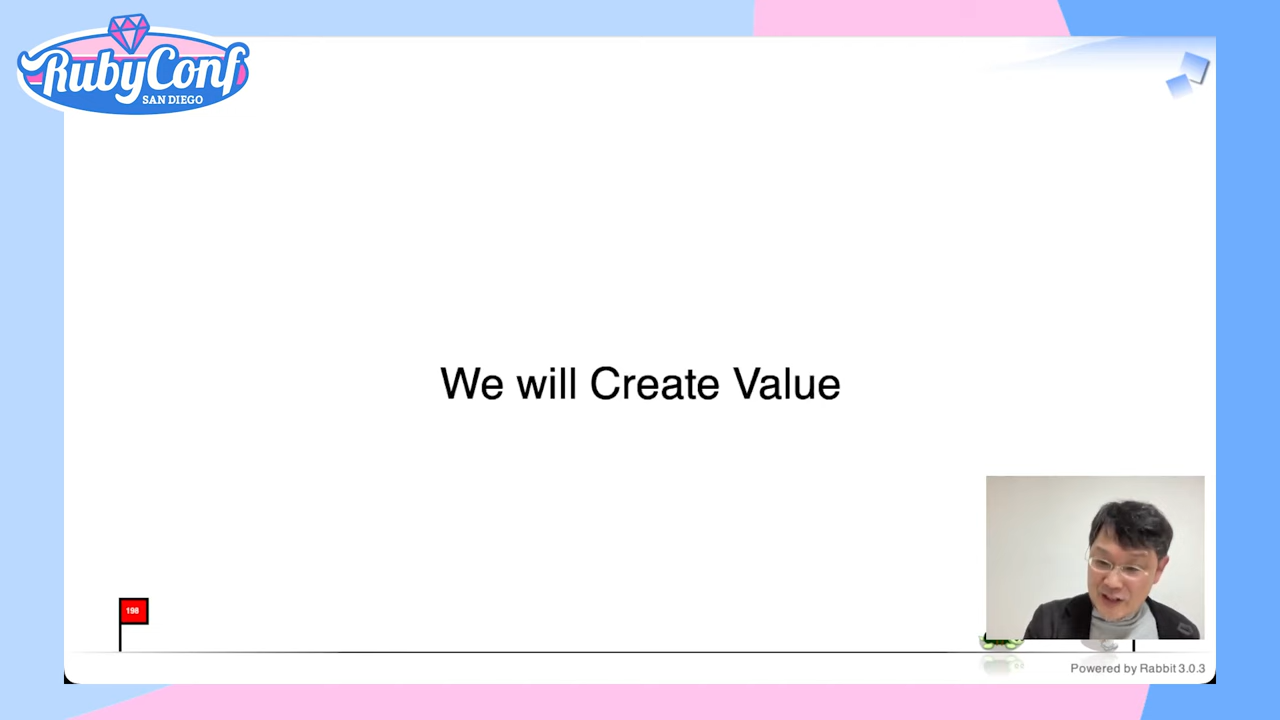 RubyConf
SAN DIEGO
We will Create Value
198
Powered by Rabbit 3.0.3